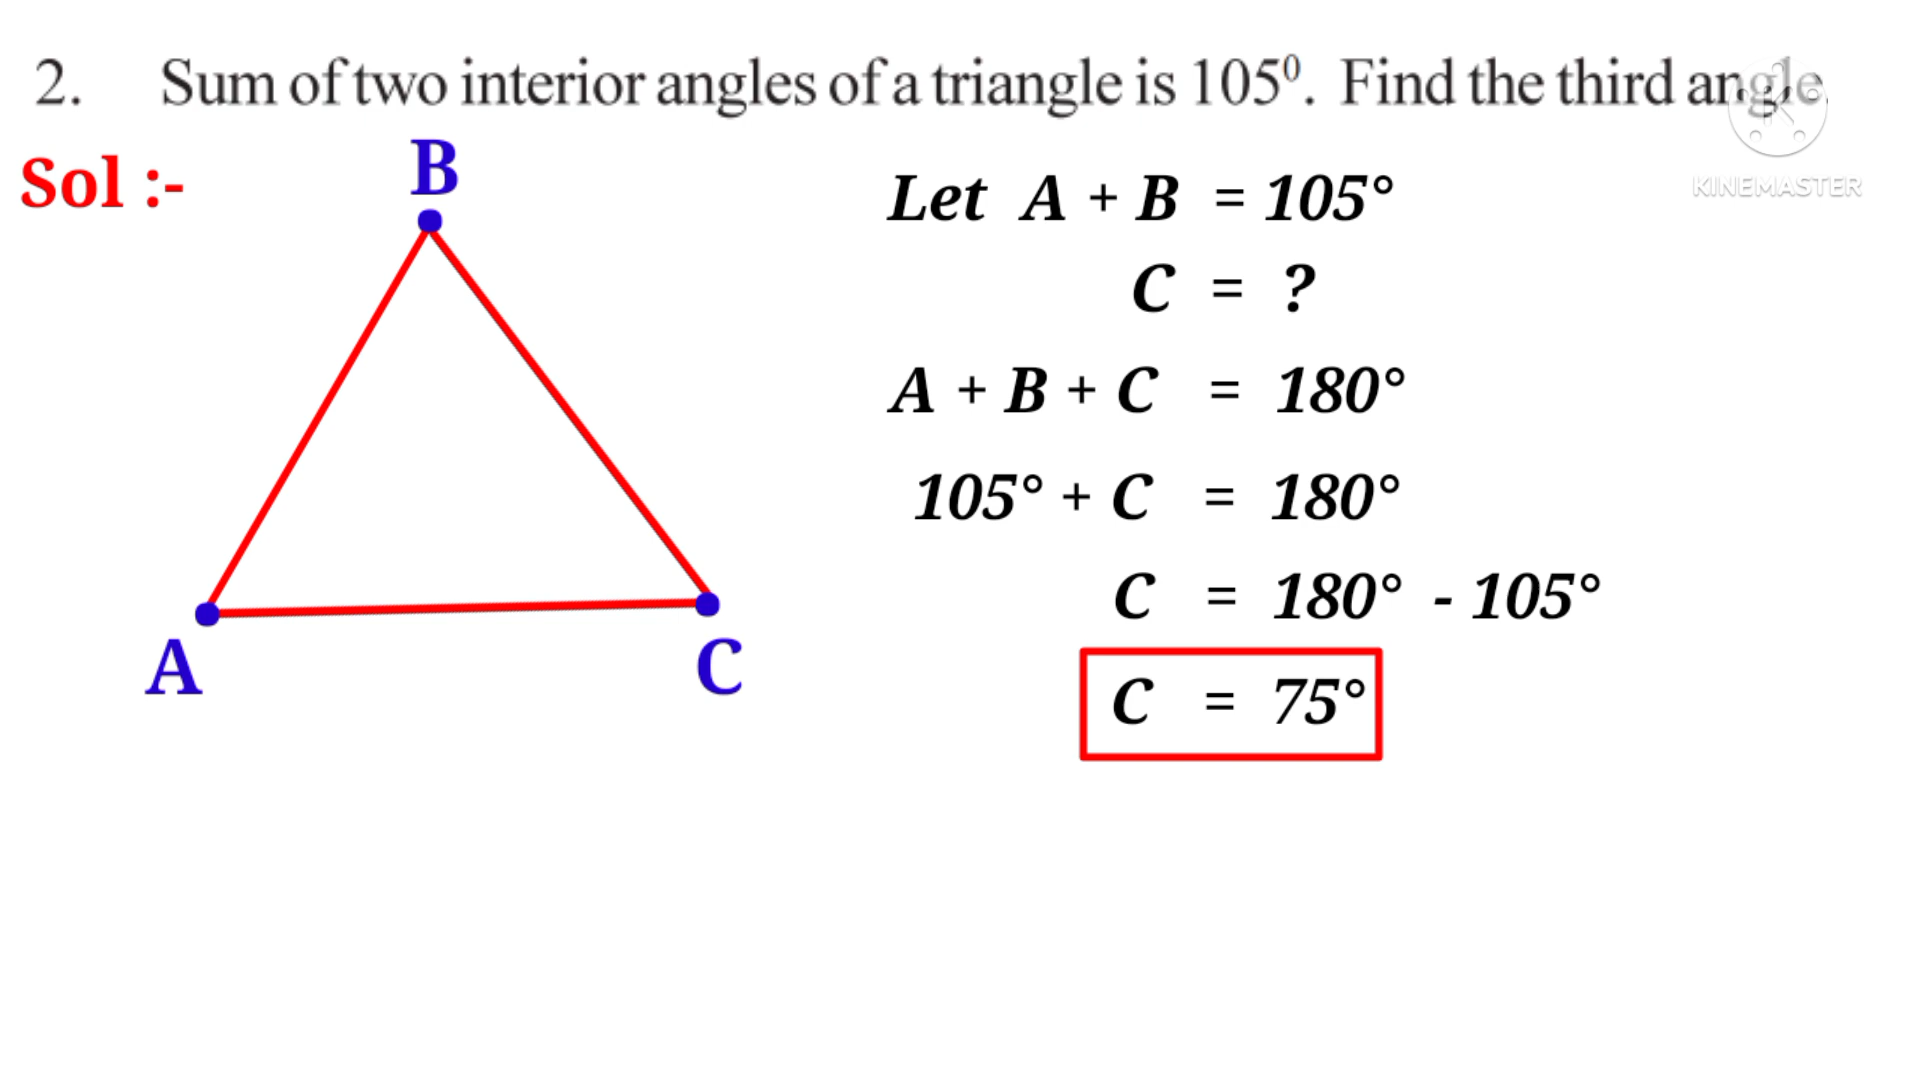 2. Sum of two interior angles of a triangle is 105⁰. Find the third angle.
Sol :-
B
A
C
Let A + B = 105°
C = ?
A + B + C = 180°
105° + C = 180°
C = 180° - 105°
C = 75°
KINEMASTER